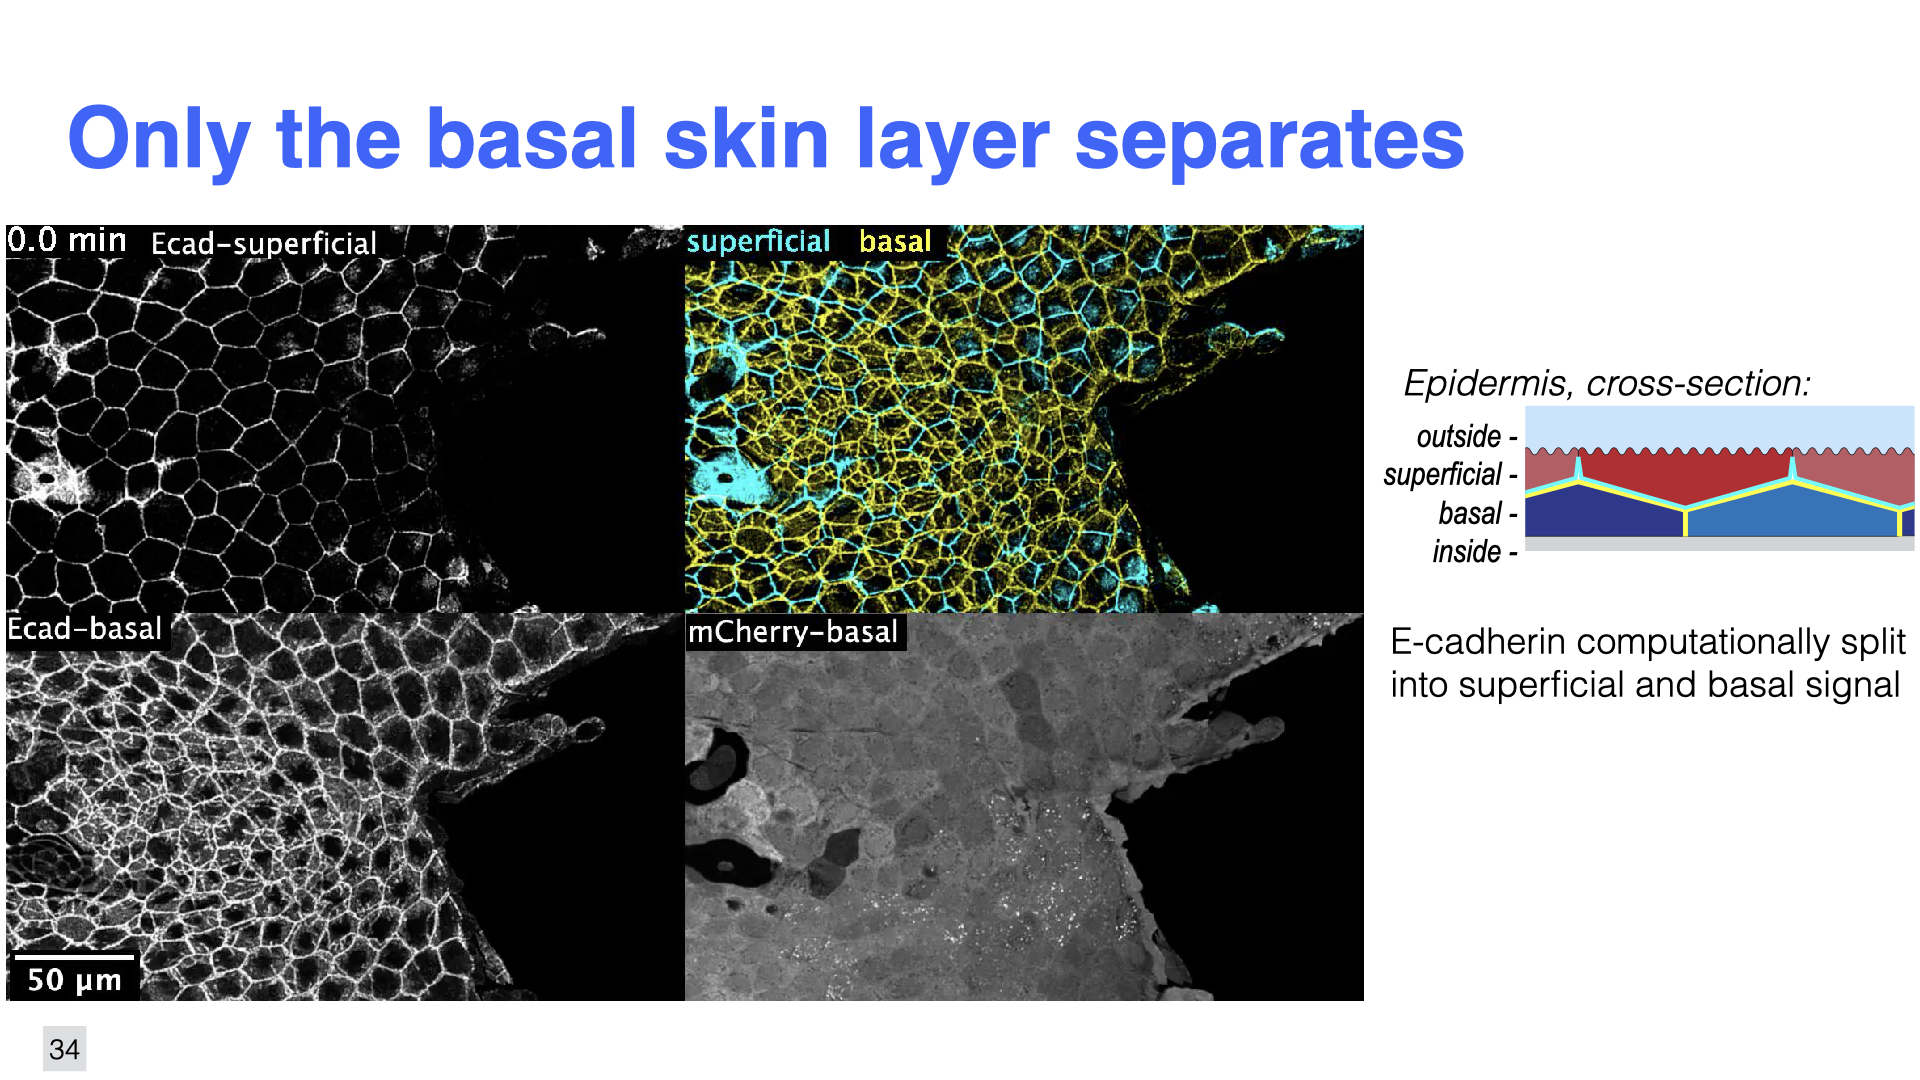 Only the basal skin layer separates
0.0 min Ecad-superficial
superficial basal
Ecad-basal
mCherry-basal
50 µm
Epidermis, cross-section:
outside -
superficial -
basal -
inside -
E-cadherin computationally split
into superficial and basal signal
34